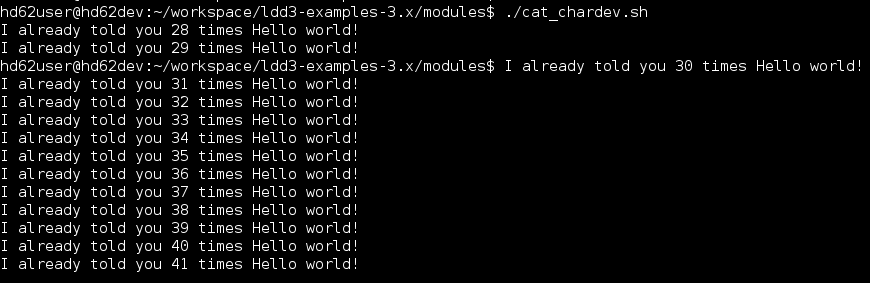 hd62user@hd62dev:~/workspace/ldd3-examples-3.x/modules$ ./cat_chardev.sh
I already told you 28 times Hello world!
I already told you 29 times Hello world!
hd62user@hd62dev:~/workspace/ldd3-examples-3.x/modules$ I already told you 30 times Hello world!
I already told you 31 times Hello world!
I already told you 32 times Hello world!
I already told you 33 times Hello world!
I already told you 34 times Hello world!
I already told you 35 times Hello world!
I already told you 36 times Hello world!
I already told you 37 times Hello world!
I already told you 38 times Hello world!
I already told you 39 times Hello world!
I already told you 40 times Hello world!
I already told you 41 times Hello world!